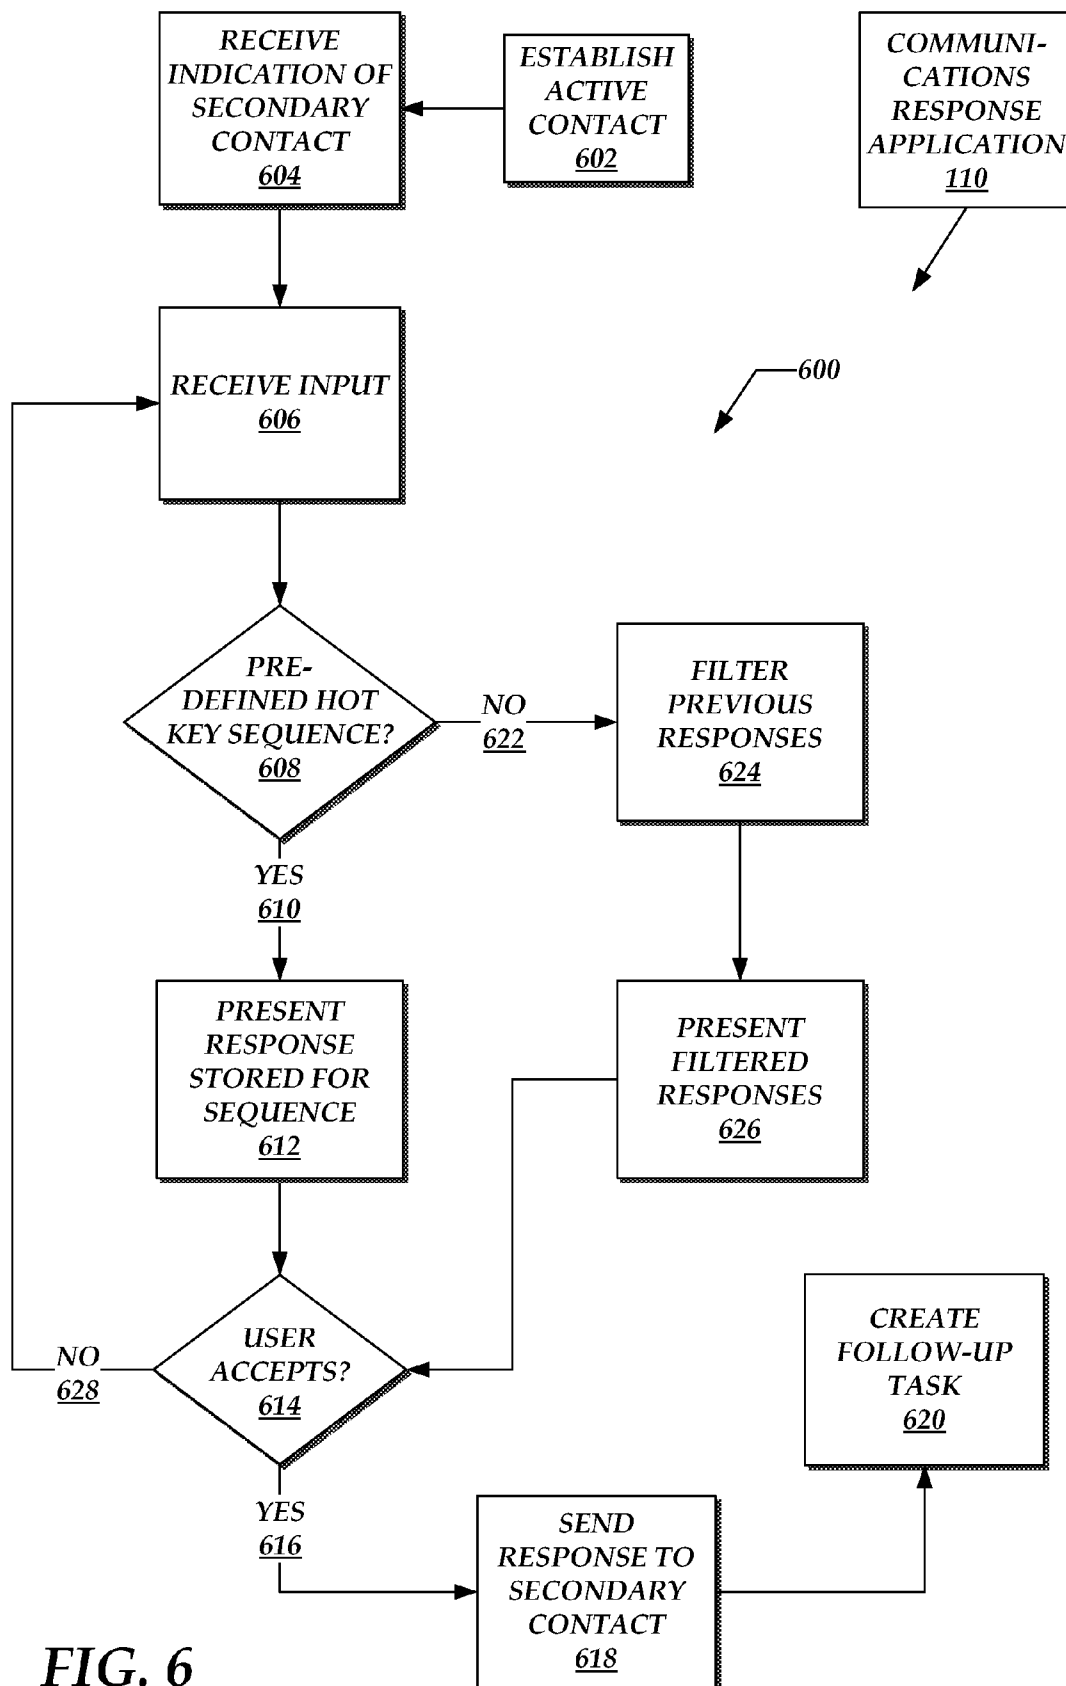 RECEIVE
INDICATION OF
SECONDARY
CONTACT
604
ESTABLISH
ACTIVE
CONTACT
602
COMMUNI-
CATIONS
RESPONSE
APPLICATION
110
RECEIVE INPUT
606
600
PRE-
DEFINED HOT
KEY SEQUENCE?
608
NO
622
FILTER
PREVIOUS
RESPONSES
624
YES
610
PRESENT
RESPONSE
STORED FOR
SEQUENCE
612
PRESENT
FILTERED
RESPONSES
626
USER
ACCEPTS?
614
NO
628
CREATE
FOLLOW-UP
TASK
620
YES
616
SEND
RESPONSE TO
SECONDARY
CONTACT
618
FIG. 6